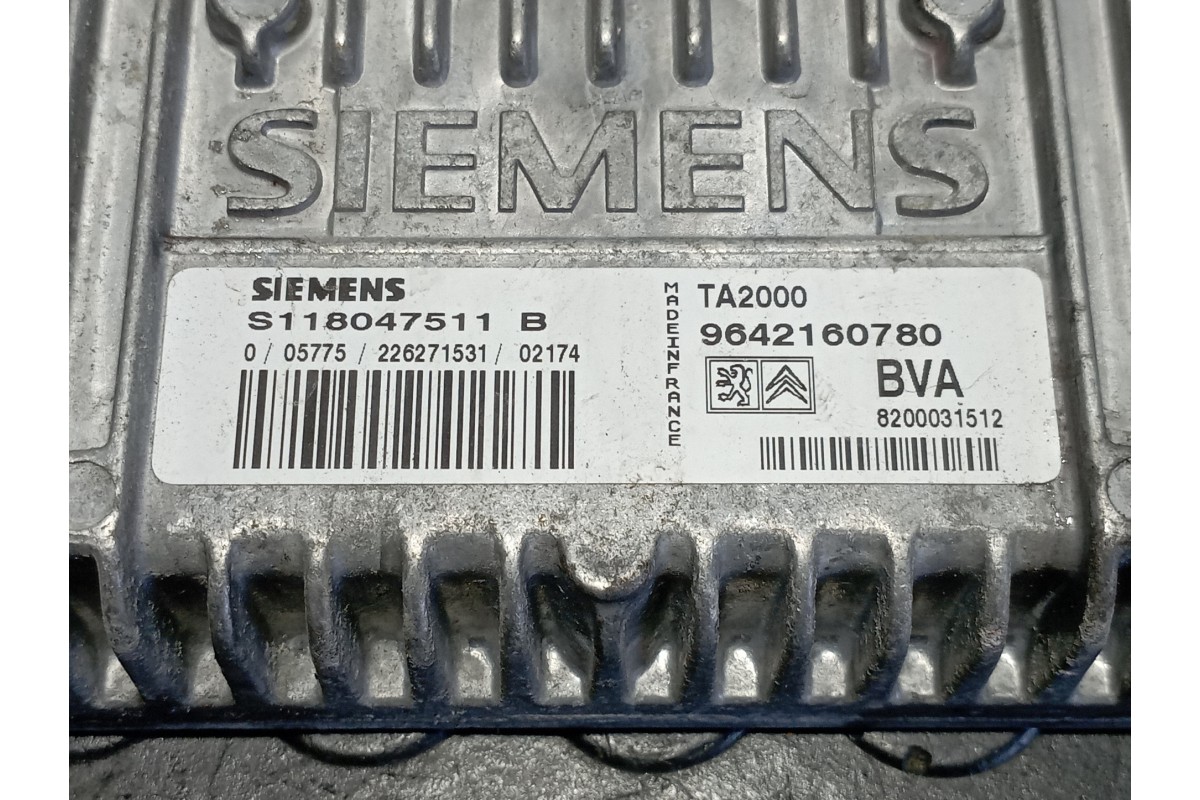 SIEMENS
SIEMENS
S118047511 B
0 / 05775 / 226271531 / 02174
MADEINFRANCE
TA2000
9642160780
BVA
8200031512